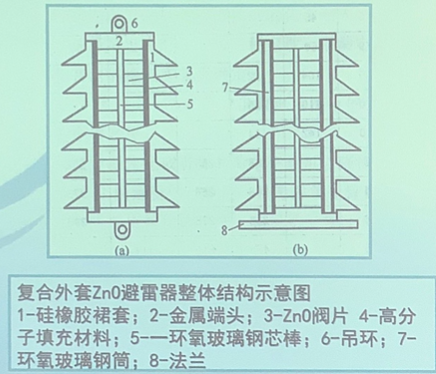 6
2
1
3
4
5
7
8
(a)
(b)
复合外套ZnO避雷器整体结构示意图
1-硅橡胶裙套；2-金属端头；3-ZnO阀片 4-高分
子填充材料；5-一环氧玻璃钢芯棒；6-吊环；7-
环氧玻璃钢筒；8-法兰